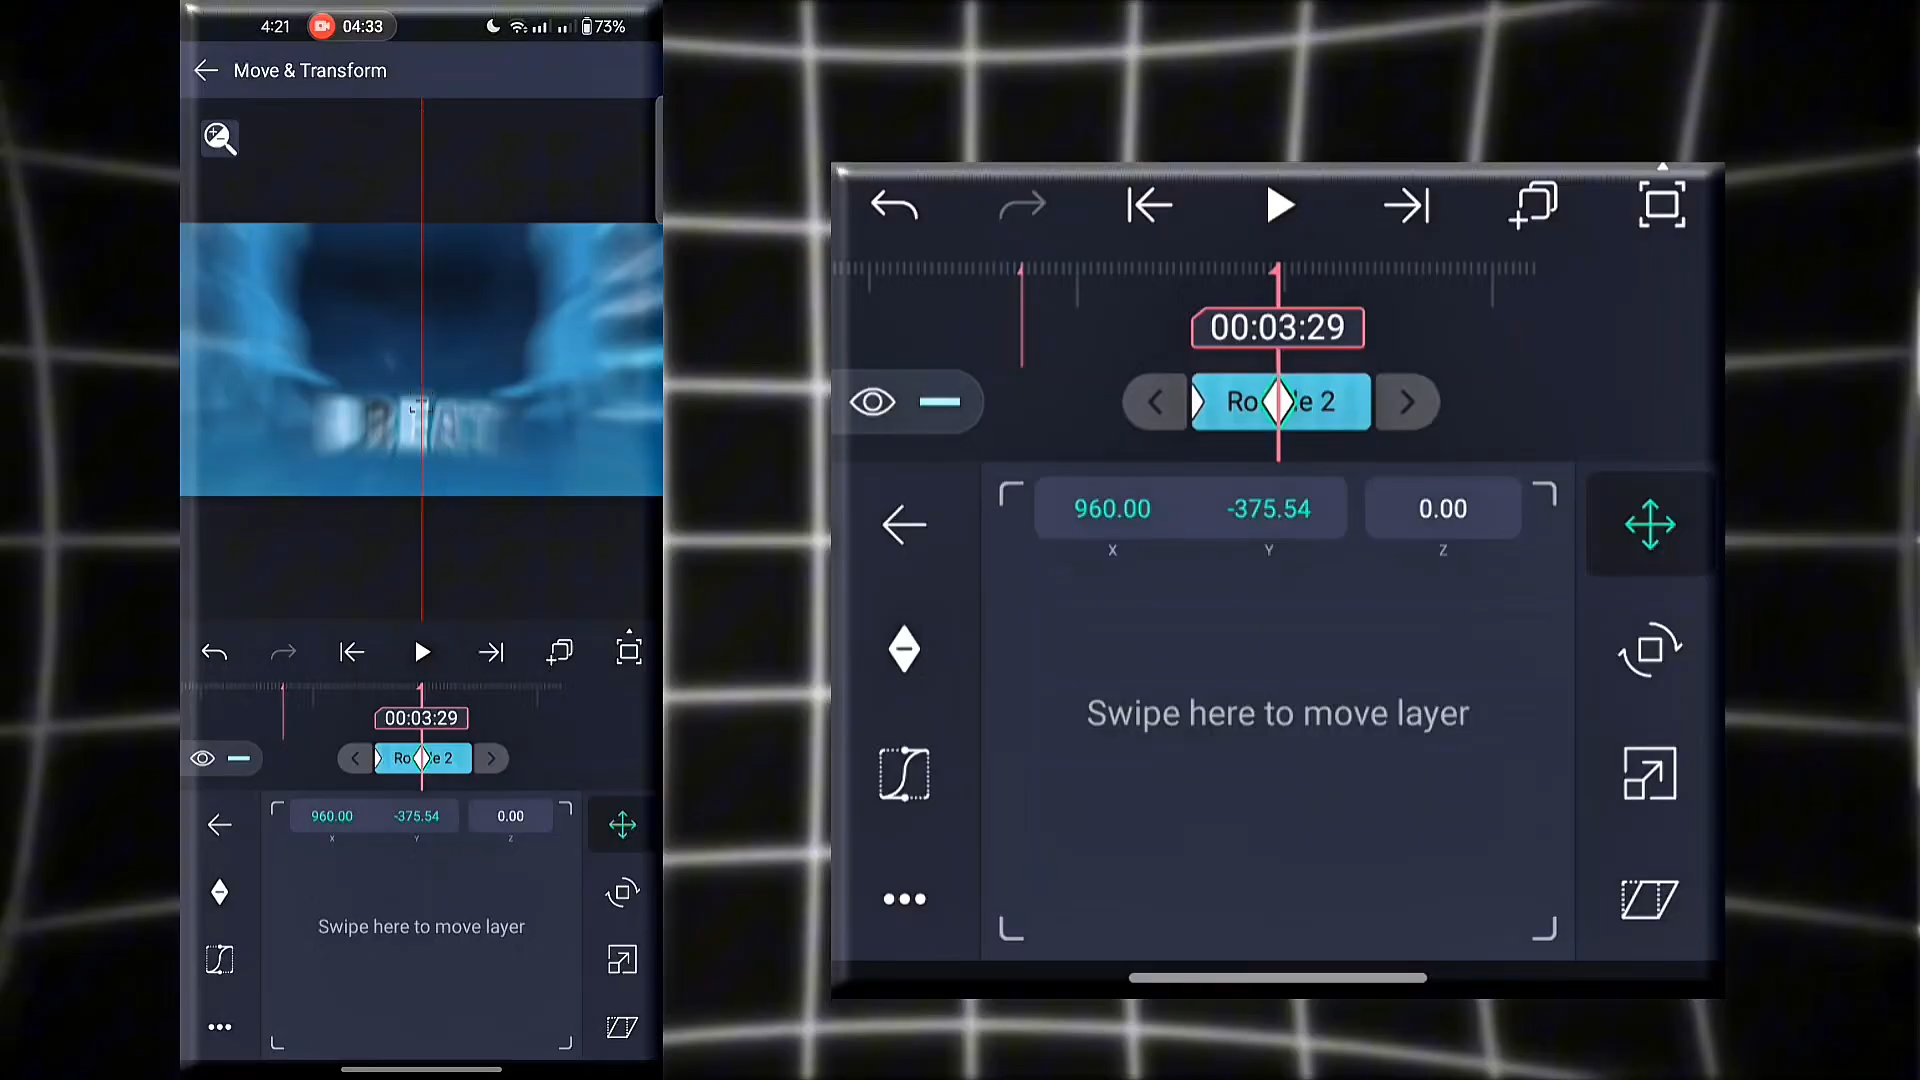 4:21 04:33 73%
Move & Transform
00:03:29
Ro le 2
960.00 -375.54 0.00
X Y Z
Swipe here to move layer
00:03:29
Ro le 2
960.00 -375.54 0.00
X Y Z
Swipe here to move layer